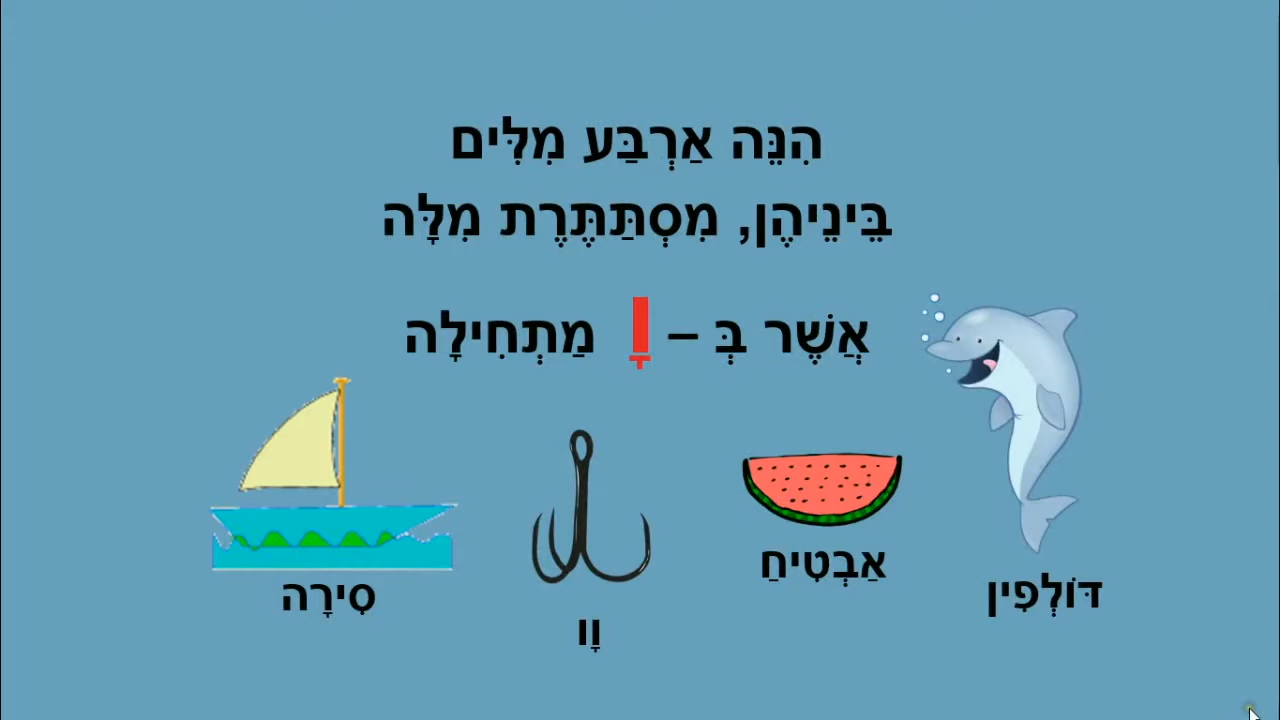 הִנֵּה אַרְבַּע מִלִּים
בֵּינֵיהֶן, מִסְתַּתֶּרֶת מִלָּה
אֲשֶׁר בְּ – וָ מַתְחִילָה
דּוֹלְפִין
אַבְטִיחַ
וָו
סִירָה